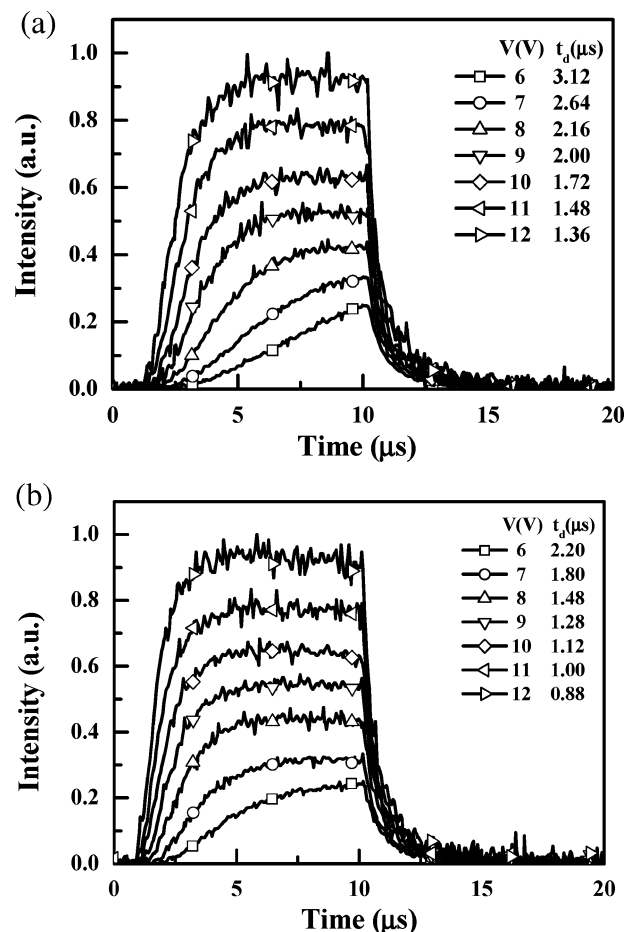 (a)
1.0
0.8
0.6
0.4
0.2
0.0
Intensity (a.u.)
V(V) t_d(μs)
6 3.12
7 2.64
8 2.16
9 2.00
10 1.72
11 1.48
12 1.36
0 5 10 15 20
Time (μs)
(b)
1.0
0.8
0.6
0.4
0.2
0.0
Intensity (a.u.)
V(V) t_d(μs)
6 2.20
7 1.80
8 1.48
9 1.28
10 1.12
11 1.00
12 0.88
0 5 10 15 20
Time (μs)